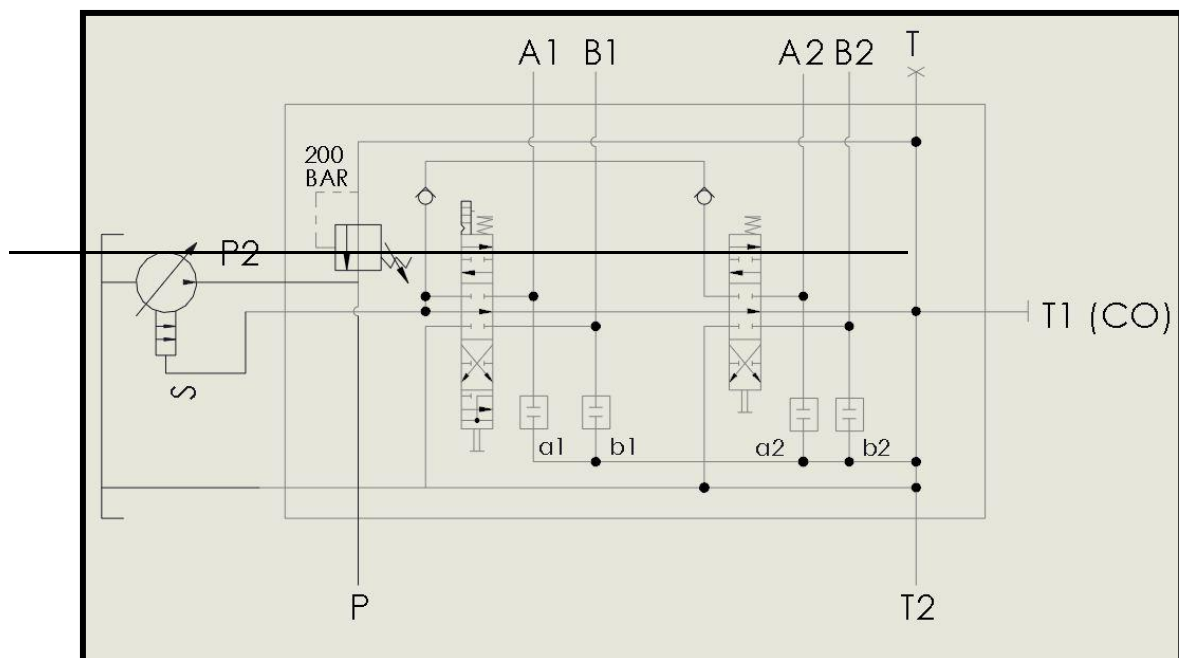 A1 B1 A2 B2 T
200
BAR
P2
T1 (CO)
S
a1 b1 a2 b2
P T2